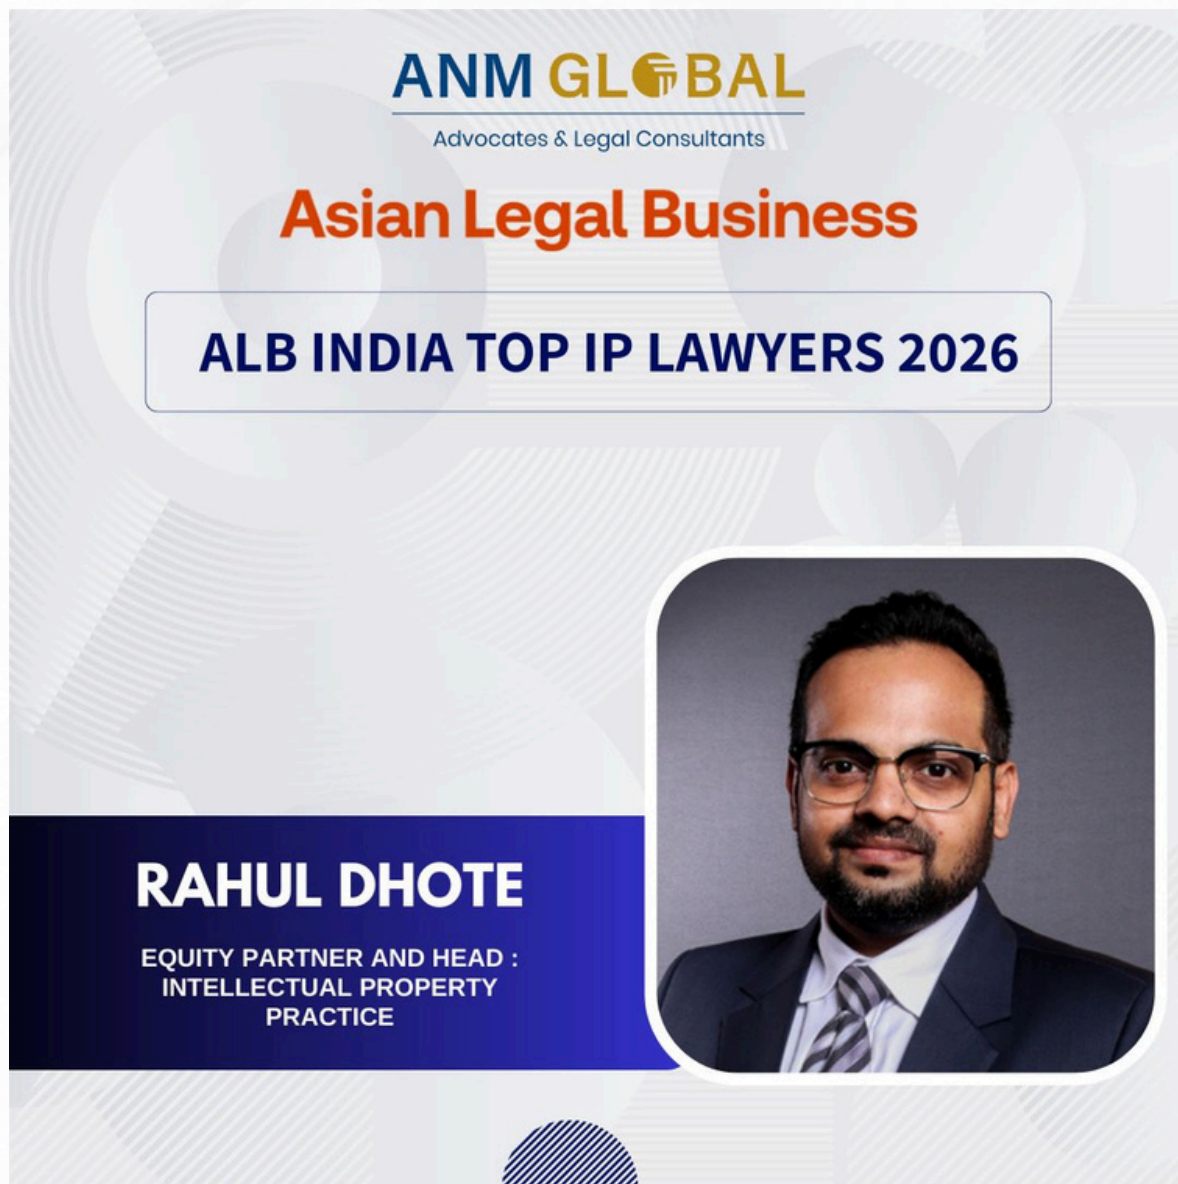 ANM GLOBAL
Advocates & Legal Consultants
Asian Legal Business
ALB INDIA TOP IP LAWYERS 2026
RAHUL DHOTE
EQUITY PARTNER AND HEAD :
INTELLECTUAL PROPERTY
PRACTICE